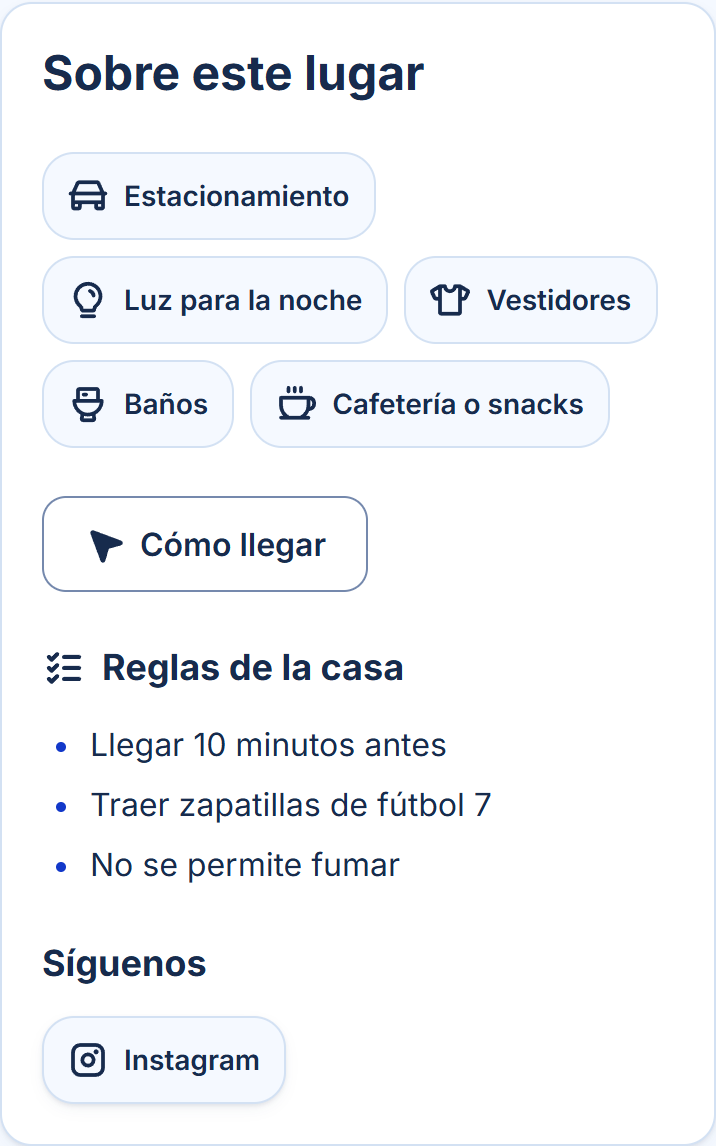 Sobre este lugar
Estacionamiento
Luz para la noche Vestidores
Baños Cafetería o snacks
Cómo llegar
Reglas de la casa
Llegar 10 minutos antes
Traer zapatillas de fútbol 7
No se permite fumar
Síguenos
Instagram